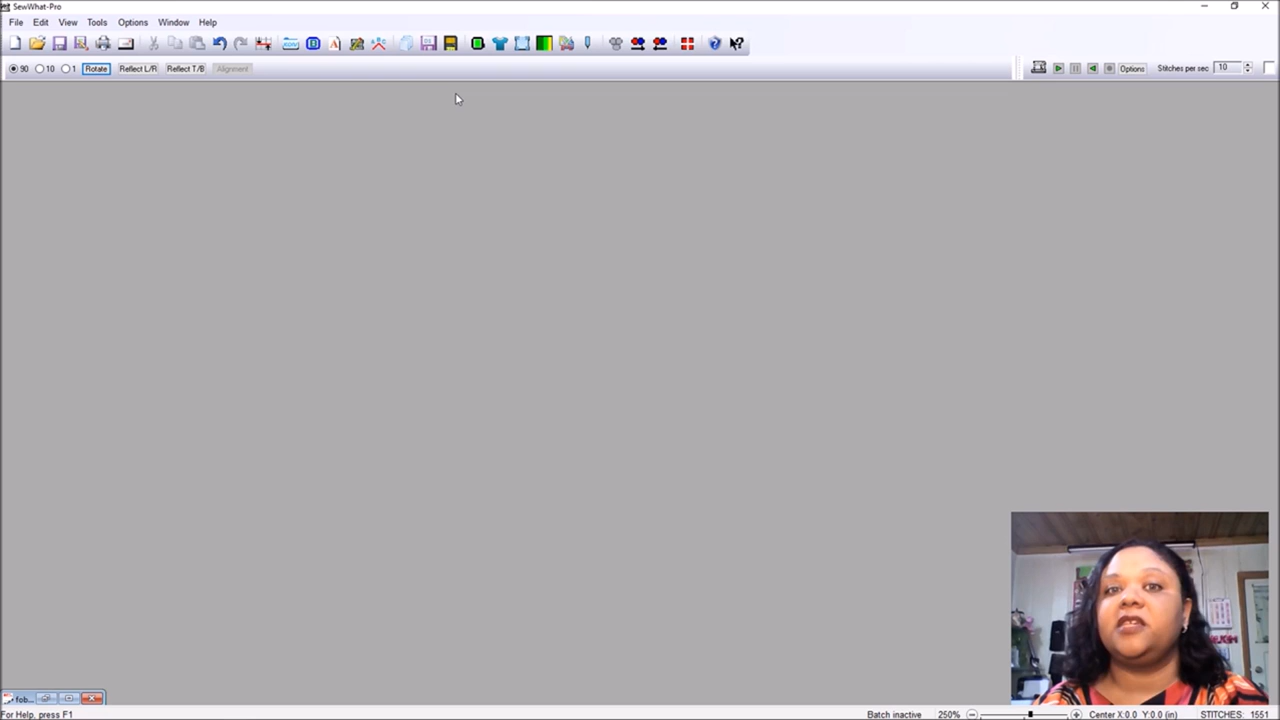 SewWhat-Pro
File Edit View Tools Options Window Help
90 10 1 Rotate Reflect L/R Reflect T/B Alignment Options Stitches per sec 10
fob...
For Help, press F1 Batch inactive 250% Center X:0.0 Y:0.0 (in) STITCHES: 1551